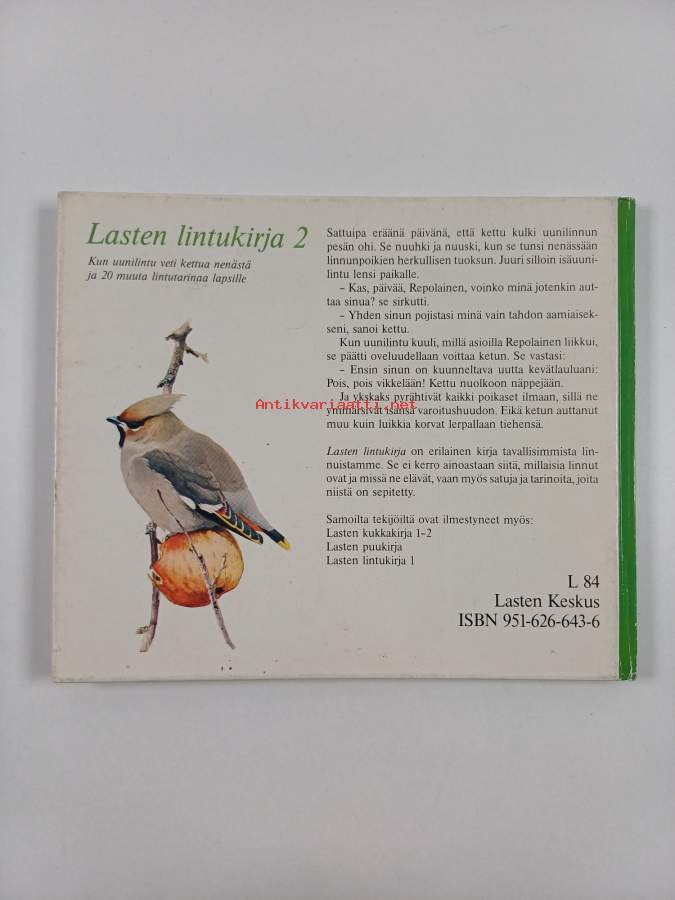 Lasten lintukirja 2
Kun uunilintu veti kettua nenästä
ja 20 muuta lintutarinaa lapsille
Sattuipa eräänä päivänä, että kettu kulki uunilinnun
pesän ohi. Se nuuhki ja nuuski, kun se tunsi nenässään
linnunpoikien herkullisen tuoksun. Juuri silloin isäuuni-
lintu lensi paikalle.
– Kas, päivää, Repolainen, voinko minä jotenkin aut-
taa sinua? se sirkutti.
– Yhden sinun pojistasi minä vain tahdon aamiaisek-
seni, sanoi kettu.
Kun uunilintu kuuli, millä asioilla Repolainen liikkui,
se päätti oveluudellaan voittaa ketun. Se vastasi:
– Ensin sinun on kuunneltava uutta kevätlauluani:
Pois, pois vikkelään! Kettu nuolkoon näppejään.
Ja ykskaks pyrähtivät kaikki poikaset ilmaan, sillä ne
ymmärsivät isänsä varoitushuudon. Eikä ketun auttanut
muu kuin luikkia korvat lerpallaan tiehensä.
Lasten lintukirja on erilainen kirja tavallisimmista lin-
nuistamme. Se ei kerro ainoastaan siitä, millaisia linnut
ovat ja missä ne elävät, vaan myös satuja ja tarinoita, joita
niistä on sepitetty.
Samoilta tekijöiltä ovat ilmestyneet myös:
Lasten kukkakirja 1–2
Lasten puukirja
Lasten lintukirja 1
L 84
Lasten Keskus
ISBN 951-626-643-6
Antikvariaatti.net